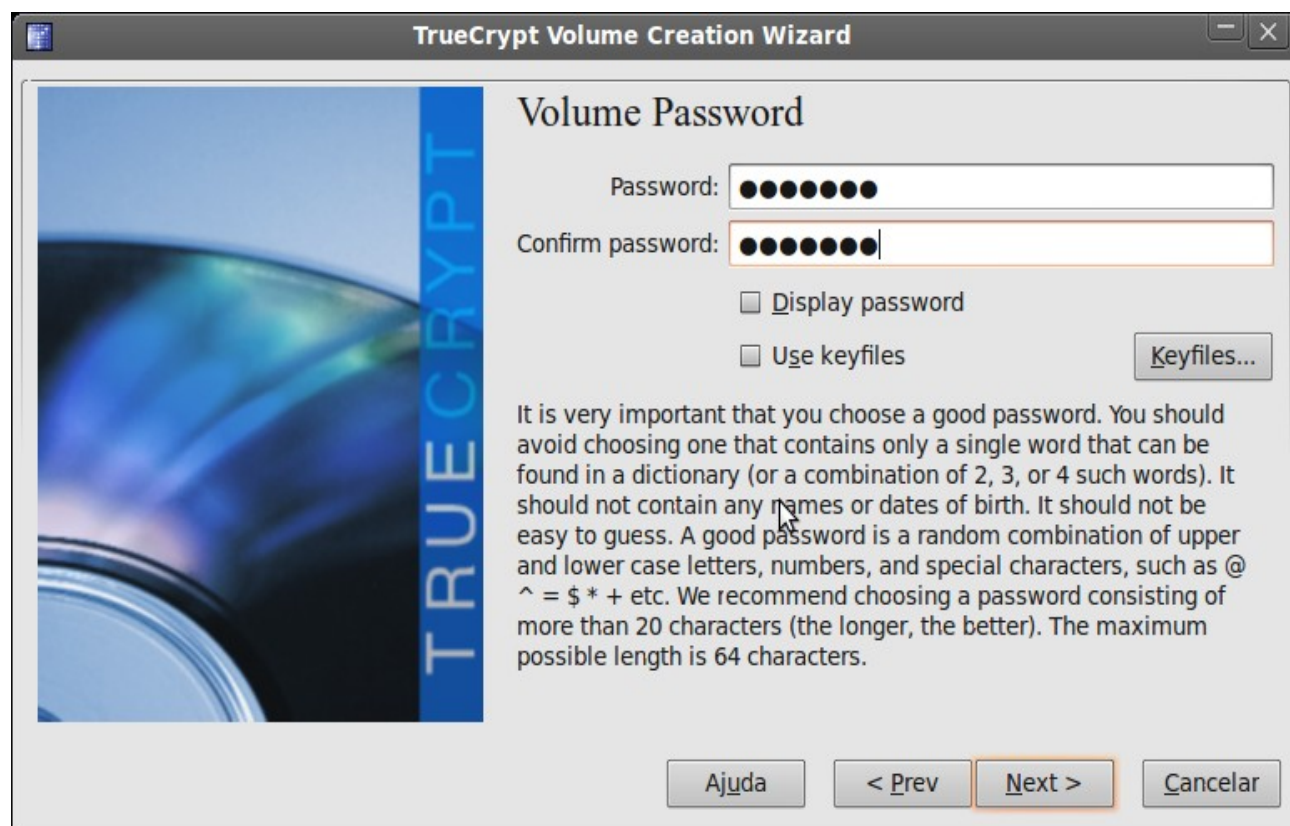 TrueCrypt Volume Creation Wizard
TRUECRYPT
Volume Password
Password: ●●●●●●●
Confirm password: ●●●●●●●
Display password
Use keyfiles
Keyfiles...
It is very important that you choose a good password. You should
avoid choosing one that contains only a single word that can be
found in a dictionary (or a combination of 2, 3, or 4 such words). It
should not contain any names or dates of birth. It should not be
easy to guess. A good password is a random combination of upper
and lower case letters, numbers, and special characters, such as @
^ = $ * + etc. We recommend choosing a password consisting of
more than 20 characters (the longer, the better). The maximum
possible length is 64 characters.
Ajuda < Prev Next > Cancelar